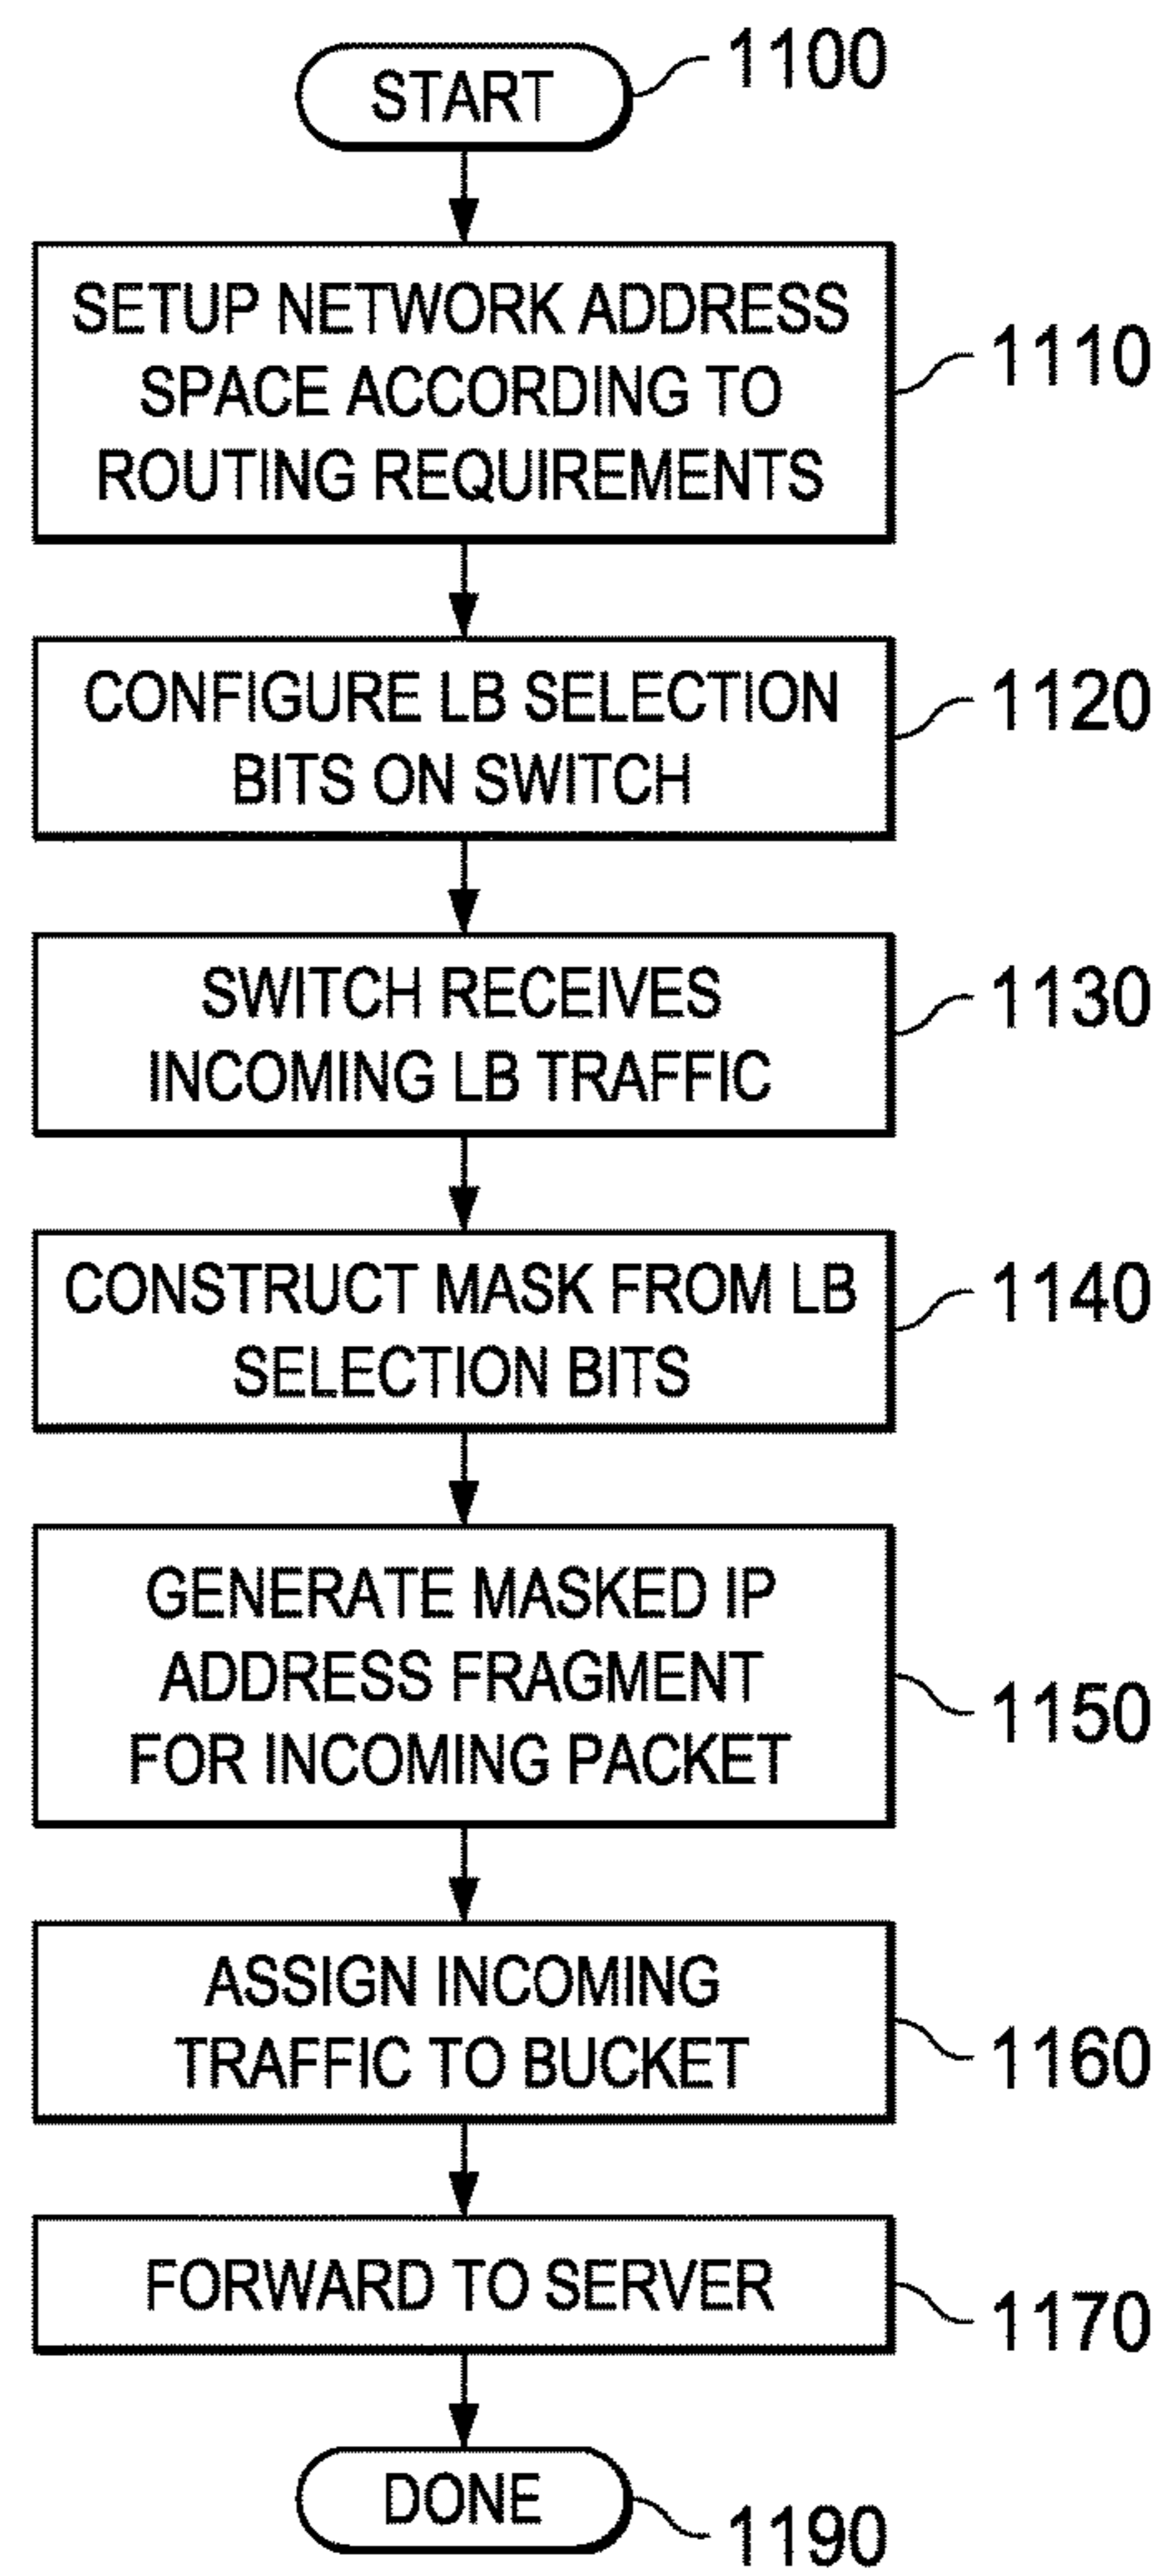 START
1100
SETUP NETWORK ADDRESS
SPACE ACCORDING TO
ROUTING REQUIREMENTS
1110
CONFIGURE LB SELECTION
BITS ON SWITCH
1120
SWITCH RECEIVES
INCOMING LB TRAFFIC
1130
CONSTRUCT MASK FROM LB
SELECTION BITS
1140
GENERATE MASKED IP
ADDRESS FRAGMENT
FOR INCOMING PACKET
1150
ASSIGN INCOMING
TRAFFIC TO BUCKET
1160
FORWARD TO SERVER
1170
DONE
1190